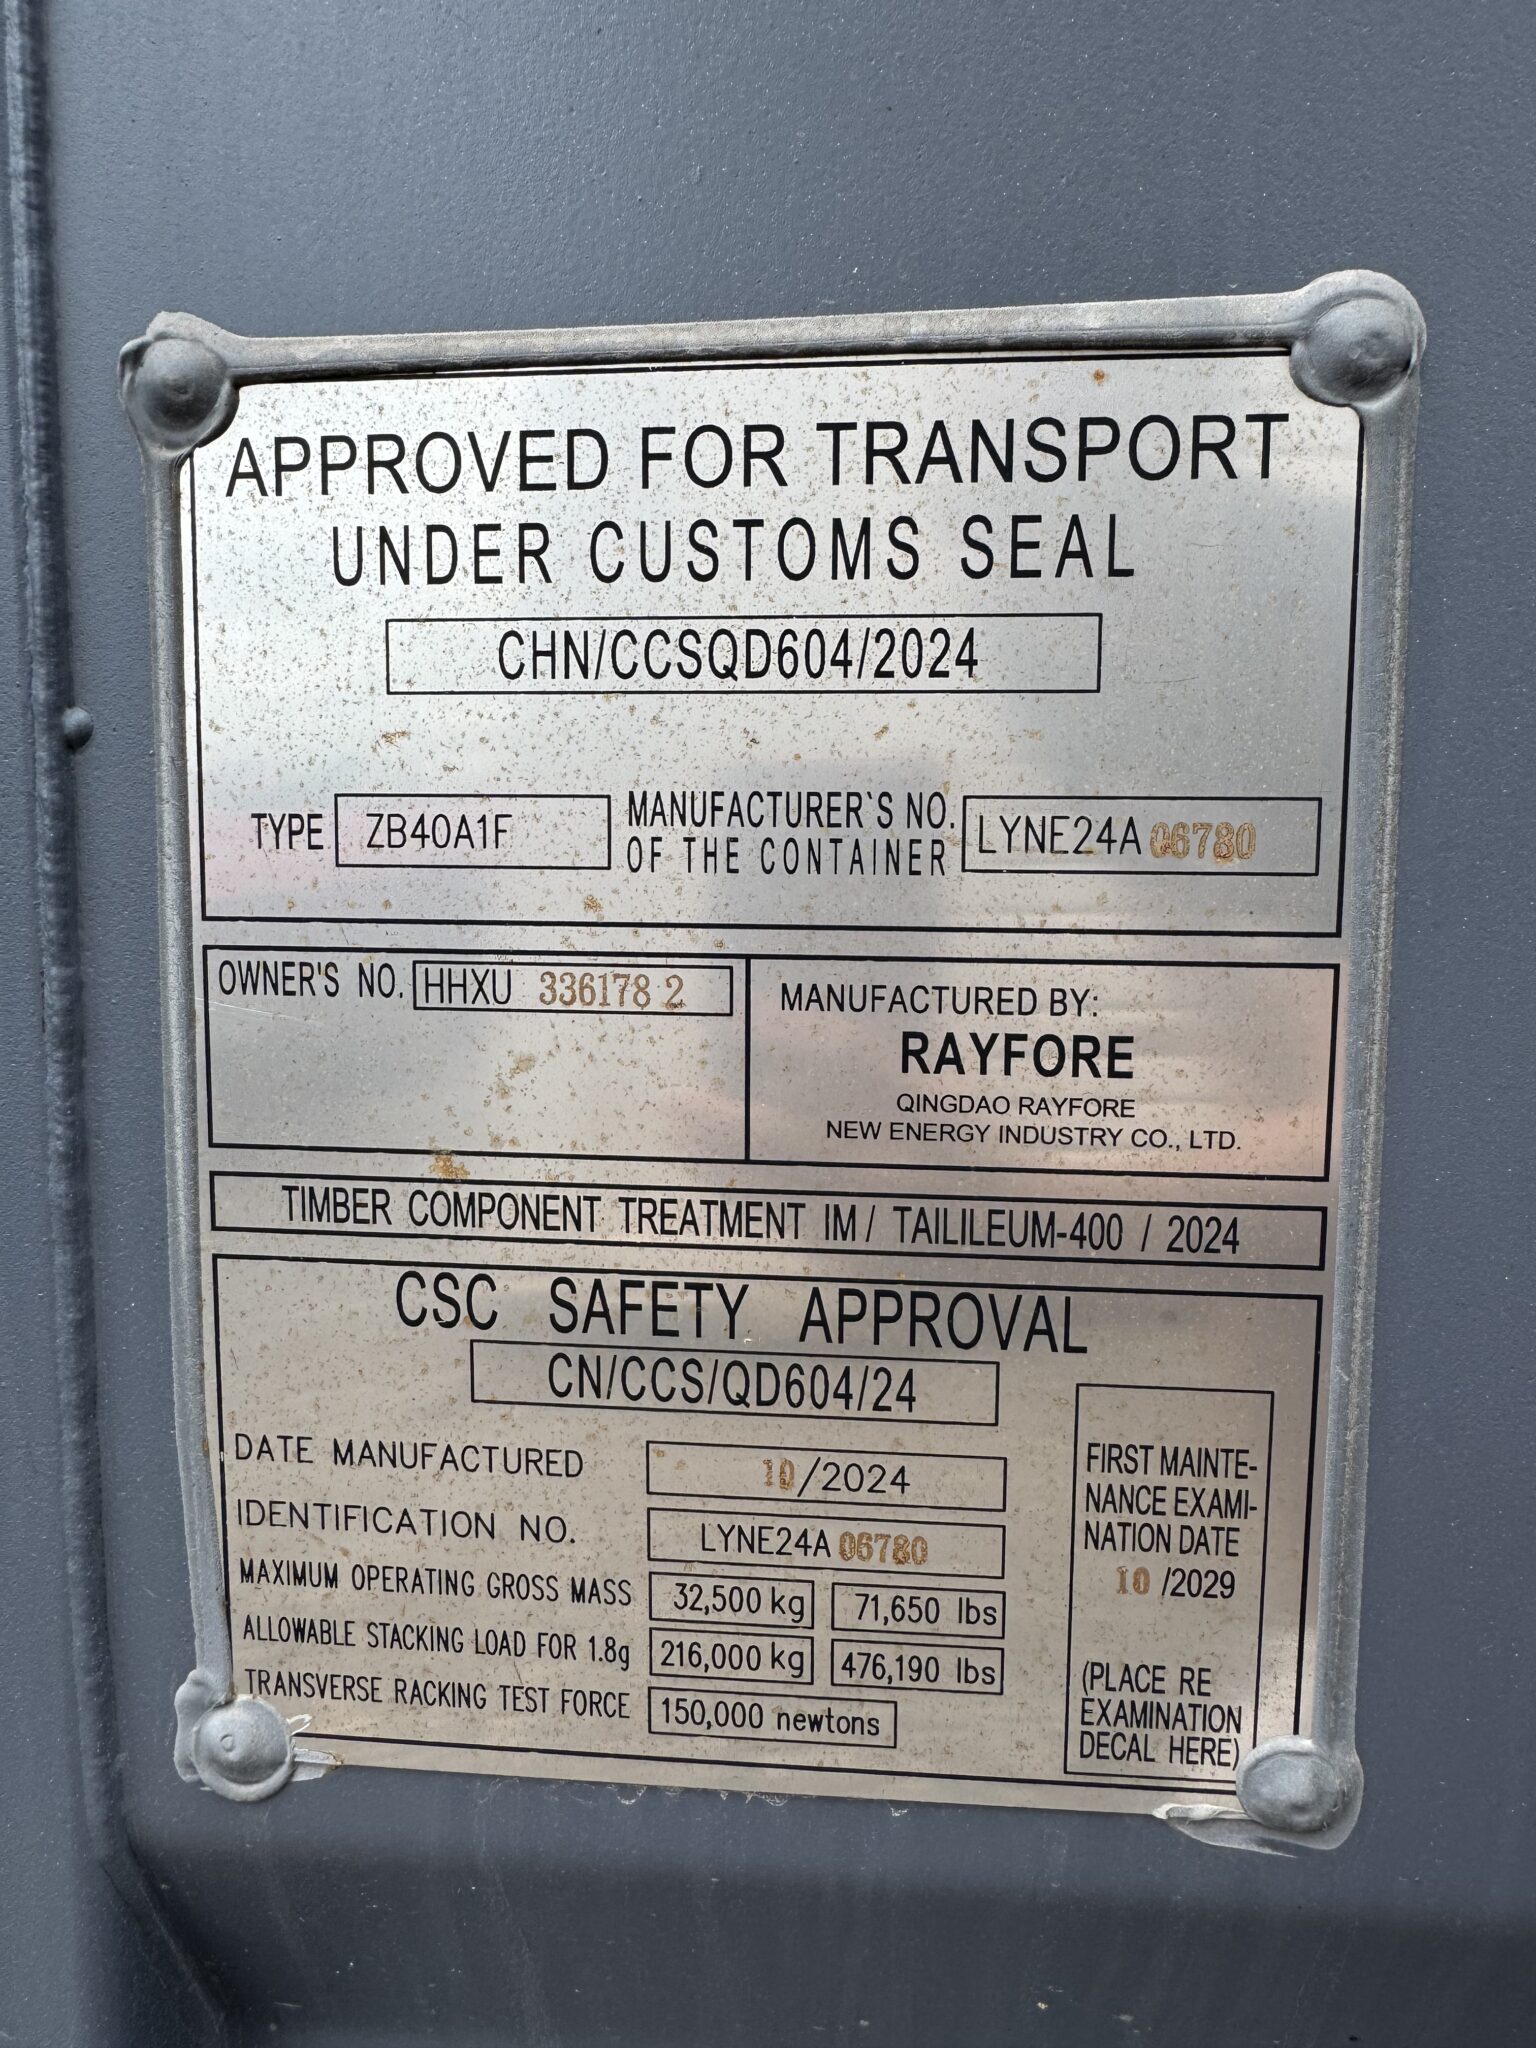 APPROVED FOR TRANSPORT
UNDER CUSTOMS SEAL
CHN/CCSQD604/2024
TYPE ZB40A1F
MANUFACTURER`S NO.
OF THE CONTAINER
LYNE24A 06780
OWNER'S NO. HHXU 336178 2
MANUFACTURED BY:
RAYFORE
QINGDAO RAYFORE
NEW ENERGY INDUSTRY CO., LTD.
TIMBER COMPONENT TREATMENT IM / TAILILEUM-400 / 2024
CSC SAFETY APPROVAL
CN/CCS/QD604/24
DATE MANUFACTURED 10/2024
IDENTIFICATION NO. LYNE24A 06780
MAXIMUM OPERATING GROSS MASS 32,500 kg 71,650 lbs
ALLOWABLE STACKING LOAD FOR 1.8g 216,000 kg 476,190 lbs
TRANSVERSE RACKING TEST FORCE 150,000 newtons
FIRST MAINTE-
NANCE EXAMI-
NATION DATE
10 /2029
(PLACE RE
EXAMINATION
DECAL HERE)